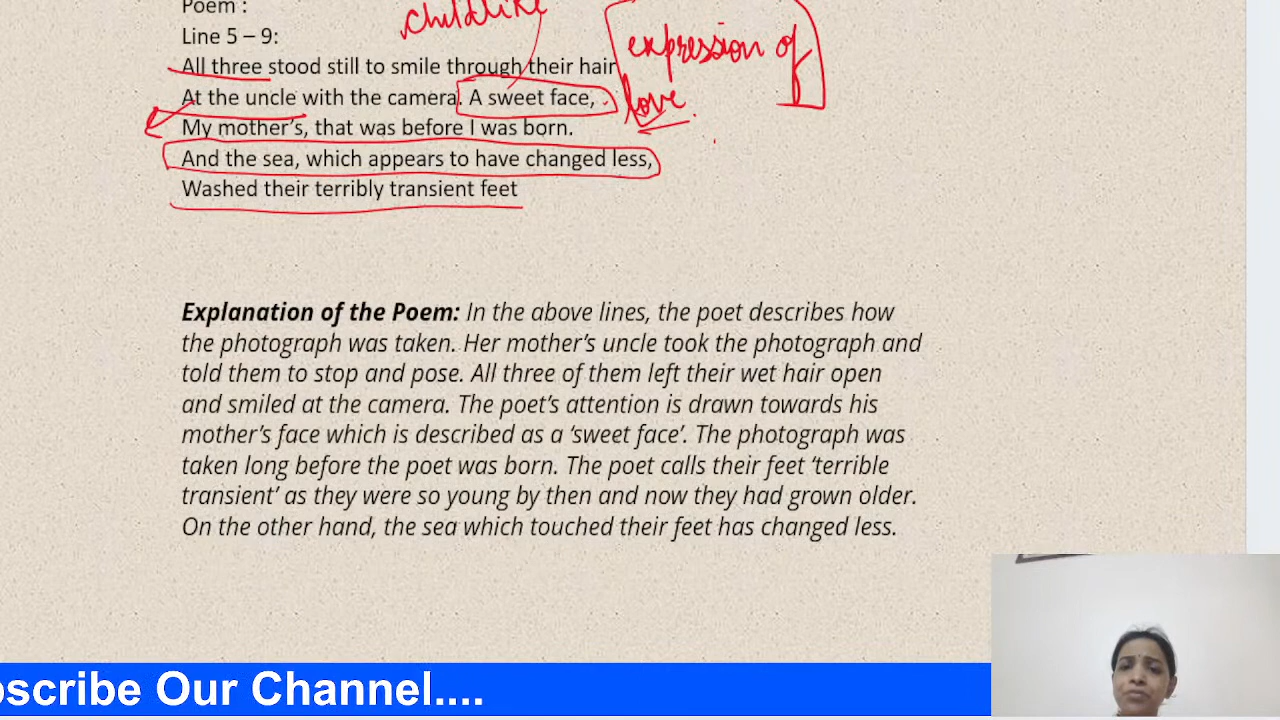 Poem :
childlike
Line 5 – 9:
expression of
love
All three stood still to smile through their hair
At the uncle with the camera. A sweet face,
My mother’s, that was before I was born.
And the sea, which appears to have changed less,
Washed their terribly transient feet
Explanation of the Poem: In the above lines, the poet describes how
the photograph was taken. Her mother’s uncle took the photograph and
told them to stop and pose. All three of them left their wet hair open
and smiled at the camera. The poet’s attention is drawn towards his
mother’s face which is described as a ‘sweet face’. The photograph was
taken long before the poet was born. The poet calls their feet ‘terrible
transient’ as they were so young by then and now they had grown older.
On the other hand, the sea which touched their feet has changed less.
scribe Our Channel....